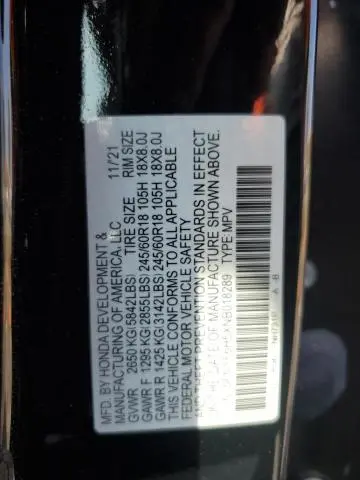 MFD. BY HONDA DEVELOPMENT &
MANUFACTURING OF AMERICA, LLC 11/21
GVWR 2650 KG(5842LBS) TIRE SIZE RIM SIZE
GAWR F 1295 KG(2855LBS) 245/60R18 105H 18X8.0J
GAWR R 1425 KG(3142LBS) 245/60R18 105H 18X8.0J
THIS VEHICLE CONFORMS TO ALL APPLICABLE
FEDERAL MOTOR VEHICLE SAFETY
AND THEFT PREVENTION STANDARDS IN EFFECT
ON THE DATE OF MANUFACTURE SHOWN ABOVE.
TYPE MPV
NH731P A B